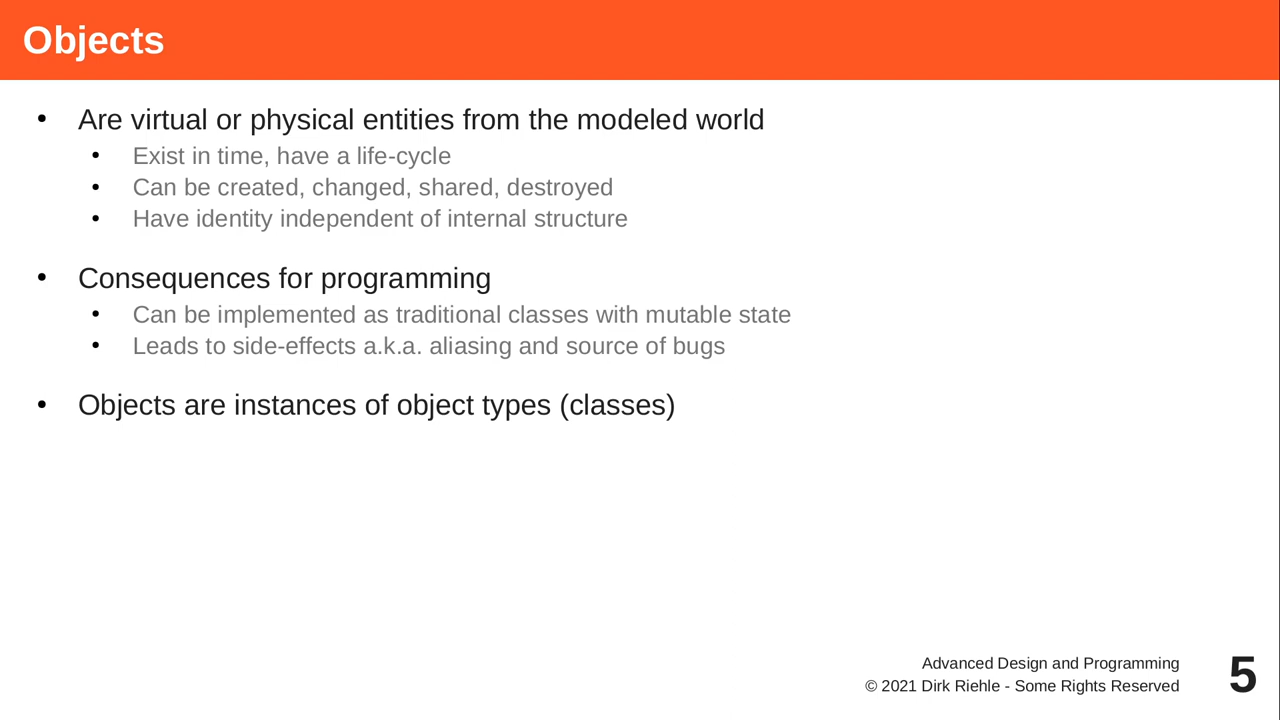 Objects
• Are virtual or physical entities from the modeled world
• Exist in time, have a life-cycle
• Can be created, changed, shared, destroyed
• Have identity independent of internal structure
• Consequences for programming
• Can be implemented as traditional classes with mutable state
• Leads to side-effects a.k.a. aliasing and source of bugs
• Objects are instances of object types (classes)
Advanced Design and Programming
© 2021 Dirk Riehle - Some Rights Reserved
5